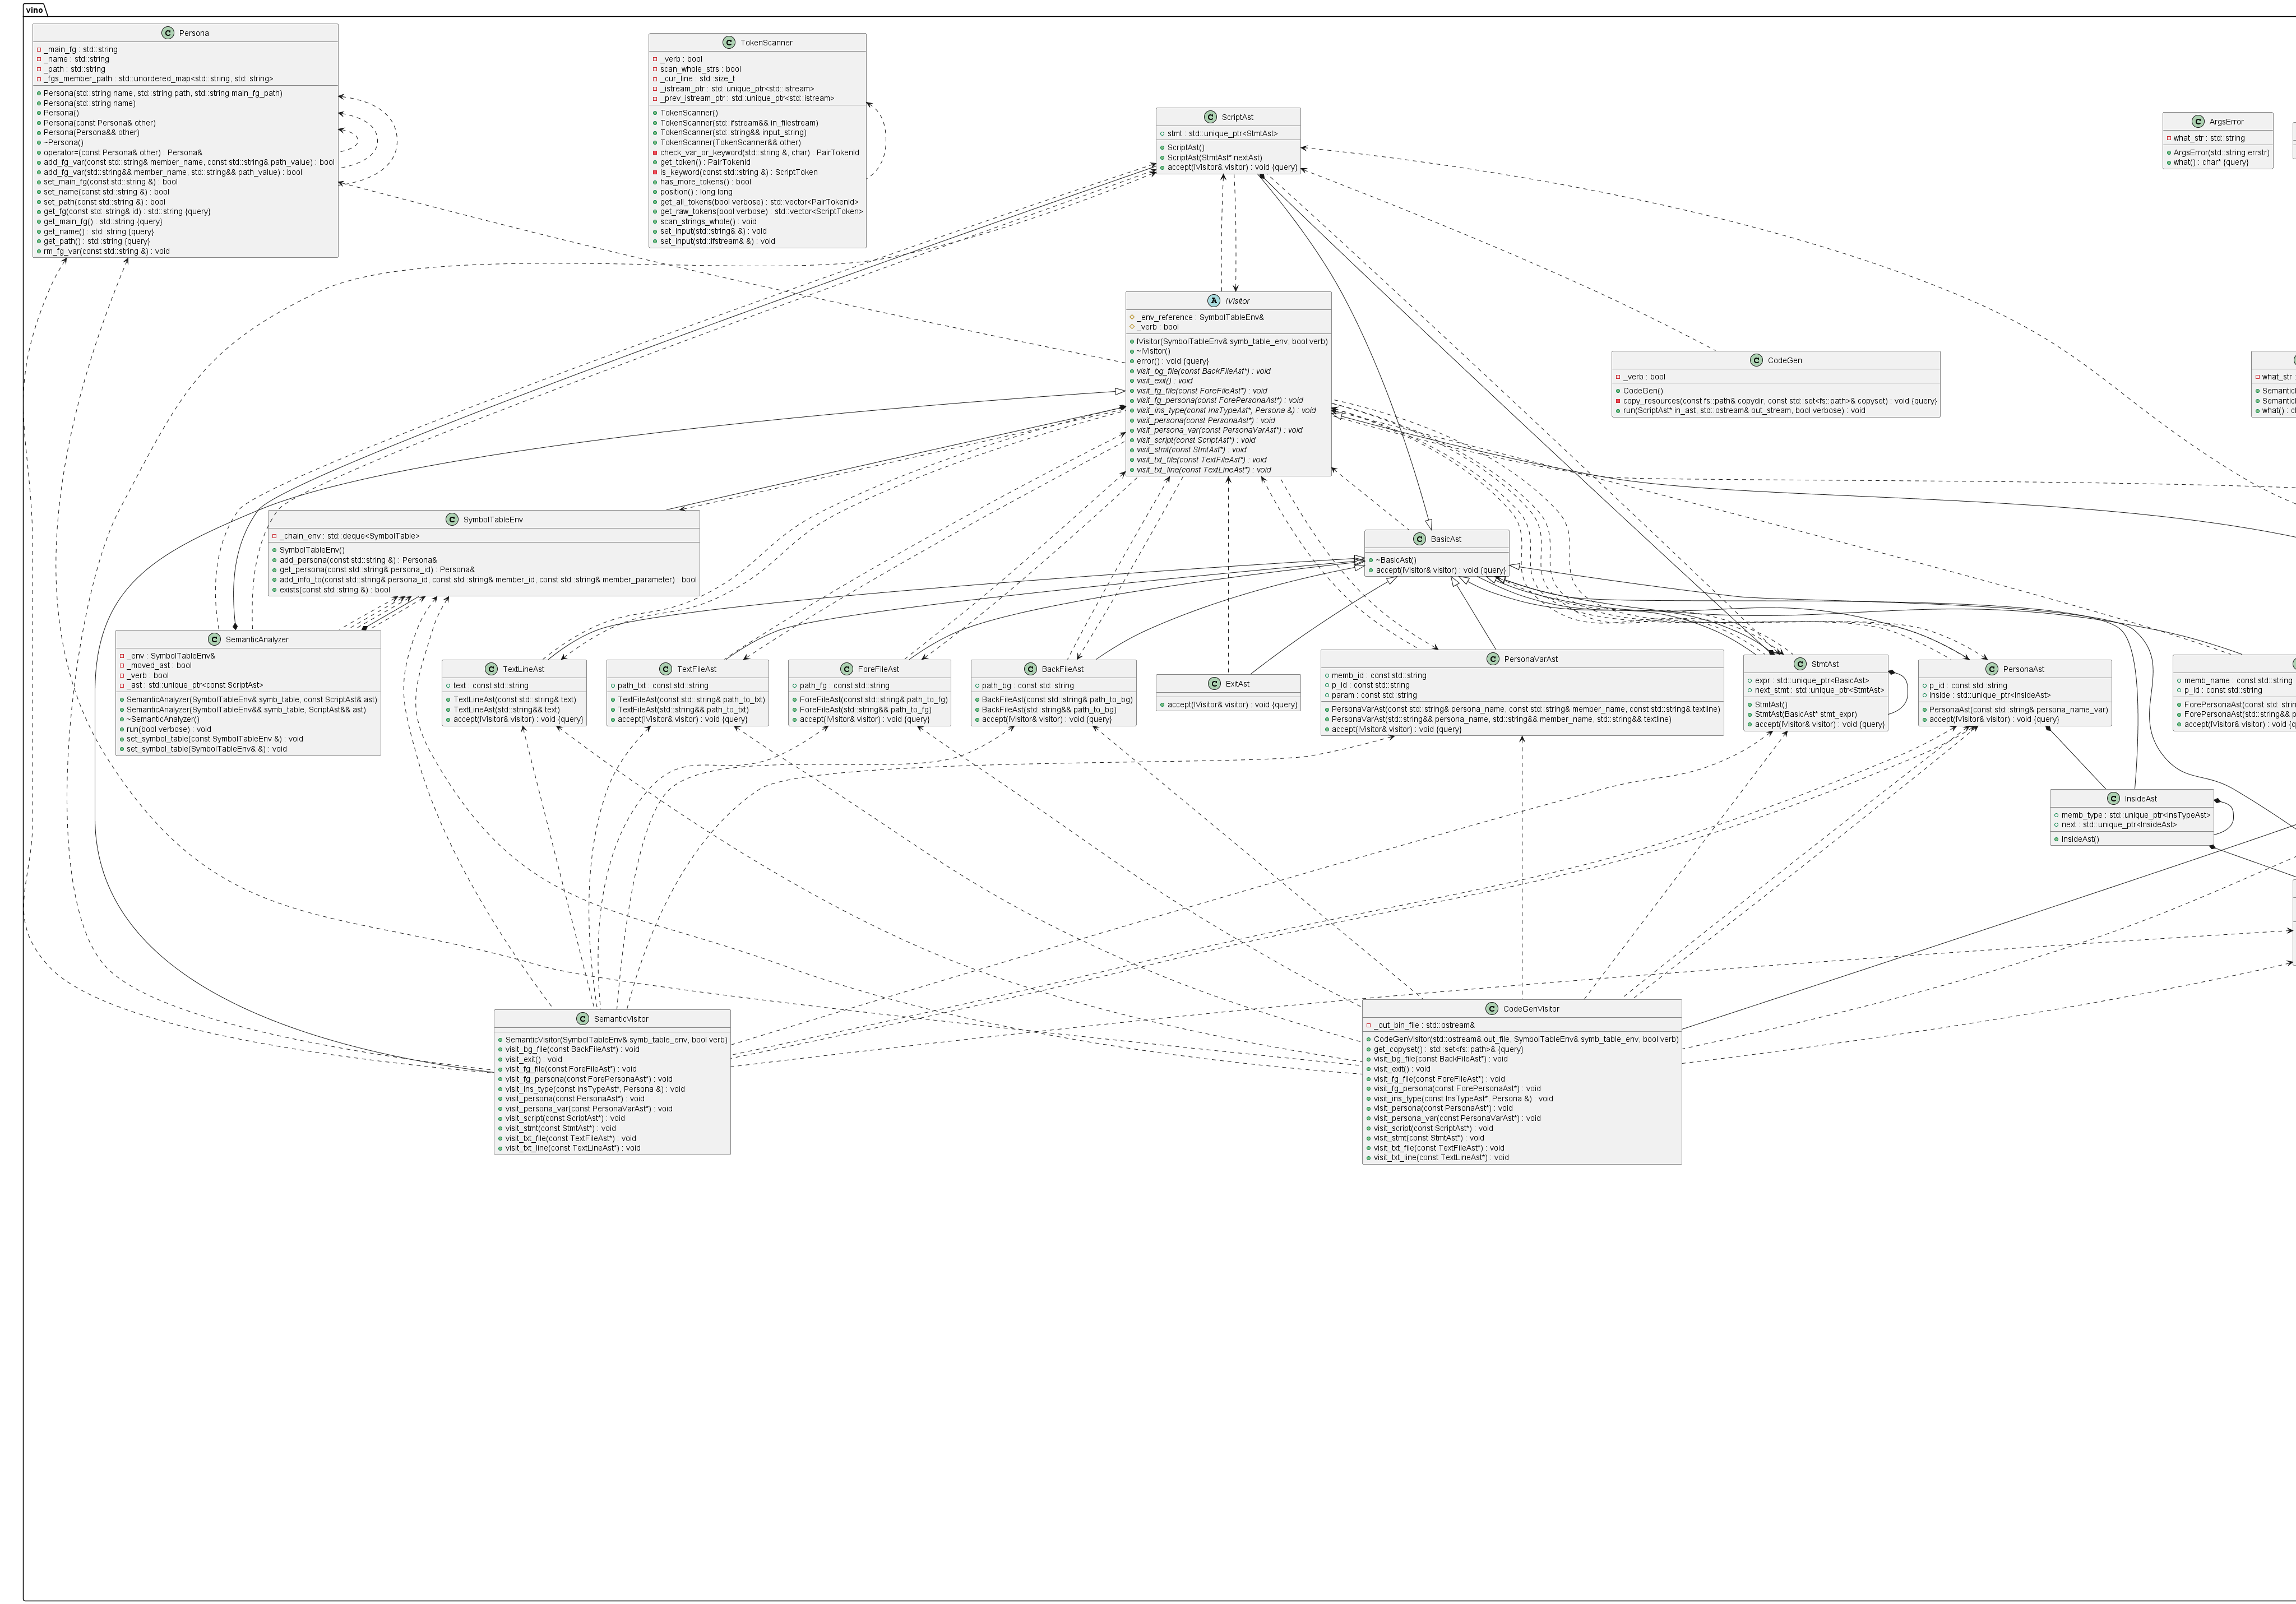 vino
C Persona
_main_fg : std::string
_name : std::string
_path : std::string
_fgs_member_path : std::unordered_map<std::string, std::string>
Persona(std::string name, std::string path, std::string main_fg_path)
Persona(std::string name)
Persona()
Persona(const Persona& other)
Persona(Persona&& other)
~Persona()
operator=(const Persona& other) : Persona&
add_fg_var(const std::string& member_name, const std::string& path_value) : bool
add_fg_var(std::string&& member_name, std::string&& path_value) : bool
set_main_fg(const std::string &) : bool
set_name(const std::string &) : bool
set_path(const std::string &) : bool
get_fg(const std::string& id) : std::string {query}
get_main_fg() : std::string {query}
get_name() : std::string {query}
get_path() : std::string {query}
rm_fg_var(const std::string &) : void
C TokenScanner
_verb : bool
scan_whole_strs : bool
_cur_line : std::size_t
_istream_ptr : std::unique_ptr<std::istream>
_prev_istream_ptr : std::unique_ptr<std::istream>
TokenScanner()
TokenScanner(std::ifstream&& in_filestream)
TokenScanner(std::string&& input_string)
TokenScanner(TokenScanner&& other)
check_var_or_keyword(std::string &, char) : PairTokenId
get_token() : PairTokenId
is_keyword(const std::string &) : ScriptToken
has_more_tokens() : bool
position() : long long
get_all_tokens(bool verbose) : std::vector<PairTokenId>
get_raw_tokens(bool verbose) : std::vector<ScriptToken>
scan_strings_whole() : void
set_input(std::string& &) : void
set_input(std::ifstream& &) : void
C ScriptAst
stmt : std::unique_ptr<StmtAst>
ScriptAst()
ScriptAst(StmtAst* nextAst)
accept(IVisitor& visitor) : void {query}
C ArgsError
what_str : std::string
ArgsError(std::string errstr)
what() : char* {query}
A IVisitor
_env_reference : SymbolTableEnv&
_verb : bool
IVisitor(SymbolTableEnv& symb_table_env, bool verb)
~IVisitor()
error() : void {query}
visit_bg_file(const BackFileAst*) : void
visit_exit() : void
visit_fg_file(const ForeFileAst*) : void
visit_fg_persona(const ForePersonaAst*) : void
visit_ins_type(const InsTypeAst*, Persona &) : void
visit_persona(const PersonaAst*) : void
visit_persona_var(const PersonaVarAst*) : void
visit_script(const ScriptAst*) : void
visit_stmt(const StmtAst*) : void
visit_txt_file(const TextFileAst*) : void
visit_txt_line(const TextLineAst*) : void
C CodeGen
_verb : bool
CodeGen()
copy_resources(const fs::path& copydir, const std::set<fs::path>& copyset) : void {query}
run(ScriptAst* in_ast, std::ostream& out_stream, bool verbose) : void
what_str :
what() :
C SymbolTableEnv
_chain_env : std::deque<SymbolTable>
SymbolTableEnv()
add_persona(const std::string &) : Persona&
get_persona(const std::string& persona_id) : Persona&
add_info_to(const std::string& persona_id, const std::string& member_id, const std::string& member_parameter) : bool
exists(const std::string &) : bool
C BasicAst
~BasicAst()
accept(IVisitor& visitor) : void {query}
C SemanticAnalyzer
_env : SymbolTableEnv&
_moved_ast : bool
_verb : bool
_ast : std::unique_ptr<const ScriptAst>
SemanticAnalyzer(SymbolTableEnv& symb_table, const ScriptAst& ast)
SemanticAnalyzer(SymbolTableEnv&& symb_table, ScriptAst&& ast)
~SemanticAnalyzer()
run(bool verbose) : void
set_symbol_table(const SymbolTableEnv &) : void
set_symbol_table(SymbolTableEnv& &) : void
C TextLineAst
text : const std::string
TextLineAst(const std::string& text)
TextLineAst(std::string&& text)
accept(IVisitor& visitor) : void {query}
C TextFileAst
path_txt : const std::string
TextFileAst(const std::string& path_to_txt)
TextFileAst(std::string&& path_to_txt)
accept(IVisitor& visitor) : void {query}
C ForeFileAst
path_fg : const std::string
ForeFileAst(const std::string& path_to_fg)
ForeFileAst(std::string&& path_to_fg)
accept(IVisitor& visitor) : void {query}
C BackFileAst
path_bg : const std::string
BackFileAst(const std::string& path_to_bg)
BackFileAst(std::string&& path_to_bg)
accept(IVisitor& visitor) : void {query}
C ExitAst
accept(IVisitor& visitor) : void {query}
C PersonaVarAst
memb_id : const std::string
p_id : const std::string
param : const std::string
PersonaVarAst(const std::string& persona_name, const std::string& member_name, const std::string& textline)
PersonaVarAst(std::string&& persona_name, std::string&& member_name, std::string&& textline)
accept(IVisitor& visitor) : void {query}
C StmtAst
expr : std::unique_ptr<BasicAst>
next_stmt : std::unique_ptr<StmtAst>
StmtAst()
StmtAst(BasicAst* stmt_expr)
accept(IVisitor& visitor) : void {query}
C PersonaAst
p_id : const std::string
inside : std::unique_ptr<InsideAst>
PersonaAst(const std::string& persona_name_var)
accept(IVisitor& visitor) : void {query}
memb_name : const std::string
p_id : const std::string
ForePersonaAst(const
ForePersonaAst(std::string&&
accept(IVisitor& visitor) : void
C InsideAst
memb_type : std::unique_ptr<InsTypeAst>
next : std::unique_ptr<InsideAst>
InsideAst()
C SemanticVisitor
SemanticVisitor(SymbolTableEnv& symb_table_env, bool verb)
visit_bg_file(const BackFileAst*) : void
visit_exit() : void
visit_fg_file(const ForeFileAst*) : void
visit_fg_persona(const ForePersonaAst*) : void
visit_ins_type(const InsTypeAst*, Persona &) : void
visit_persona(const PersonaAst*) : void
visit_persona_var(const PersonaVarAst*) : void
visit_script(const ScriptAst*) : void
visit_stmt(const StmtAst*) : void
visit_txt_file(const TextFileAst*) : void
visit_txt_line(const TextLineAst*) : void
C CodeGenVisitor
_out_bin_file : std::ostream&
CodeGenVisitor(std::ostream& out_file, SymbolTableEnv& symb_table_env, bool verb)
get_copyset() : std::set<fs::path>& {query}
visit_bg_file(const BackFileAst*) : void
visit_exit() : void
visit_fg_file(const ForeFileAst*) : void
visit_fg_persona(const ForePersonaAst*) : void
visit_ins_type(const InsTypeAst*, Persona &) : void
visit_persona(const PersonaAst*) : void
visit_persona_var(const PersonaVarAst*) : void
visit_script(const ScriptAst*) : void
visit_stmt(const StmtAst*) : void
visit_txt_file(const TextFileAst*) : void
visit_txt_line(const TextLineAst*) : void